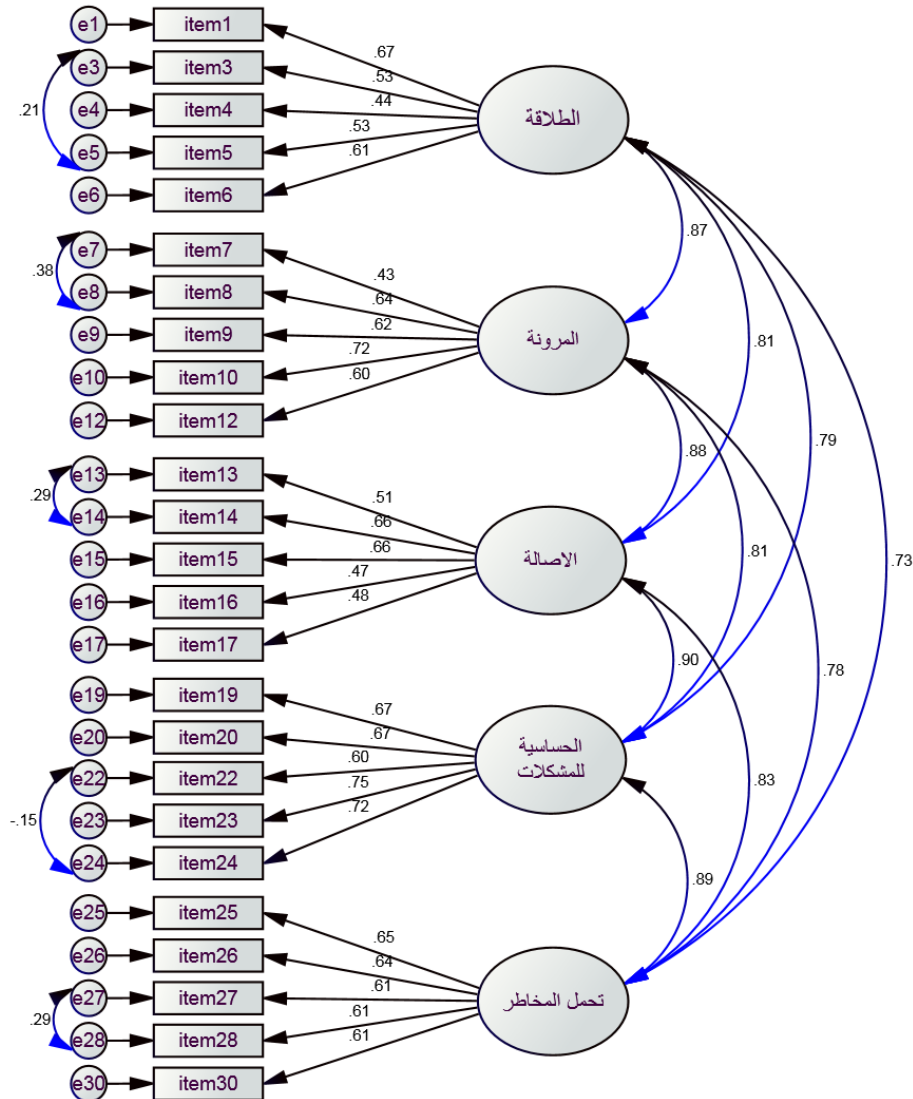 e1 item1
.67
e3 item3
.53
.44
.21
e4 item4
الطلاقة
e5 item5
.53
.61
e6 item6
.87
e7 item7
.38
.43
e8 item8
.64
.62
e9 item9
المرونة
.81
.72
e10 item10
.60
e12 item12
.79
.88
e13 item13
.29
.51
e14 item14
.66
.66
e15 item15
الاصالة
.81
.73
.47
e16 item16
.48
e17 item17
.90
.78
e19 item19
.67
e20 item20
.67
.60
الحساسية
للمشكلات
e22 item22
.75
.83
-.15
e23 item23
.72
e24 item24
.89
e25 item25
.65
e26 item26
.64
.61
e27 item27
تحمل المخاطر
.29
.61
e28 item28
.61
e30 item30